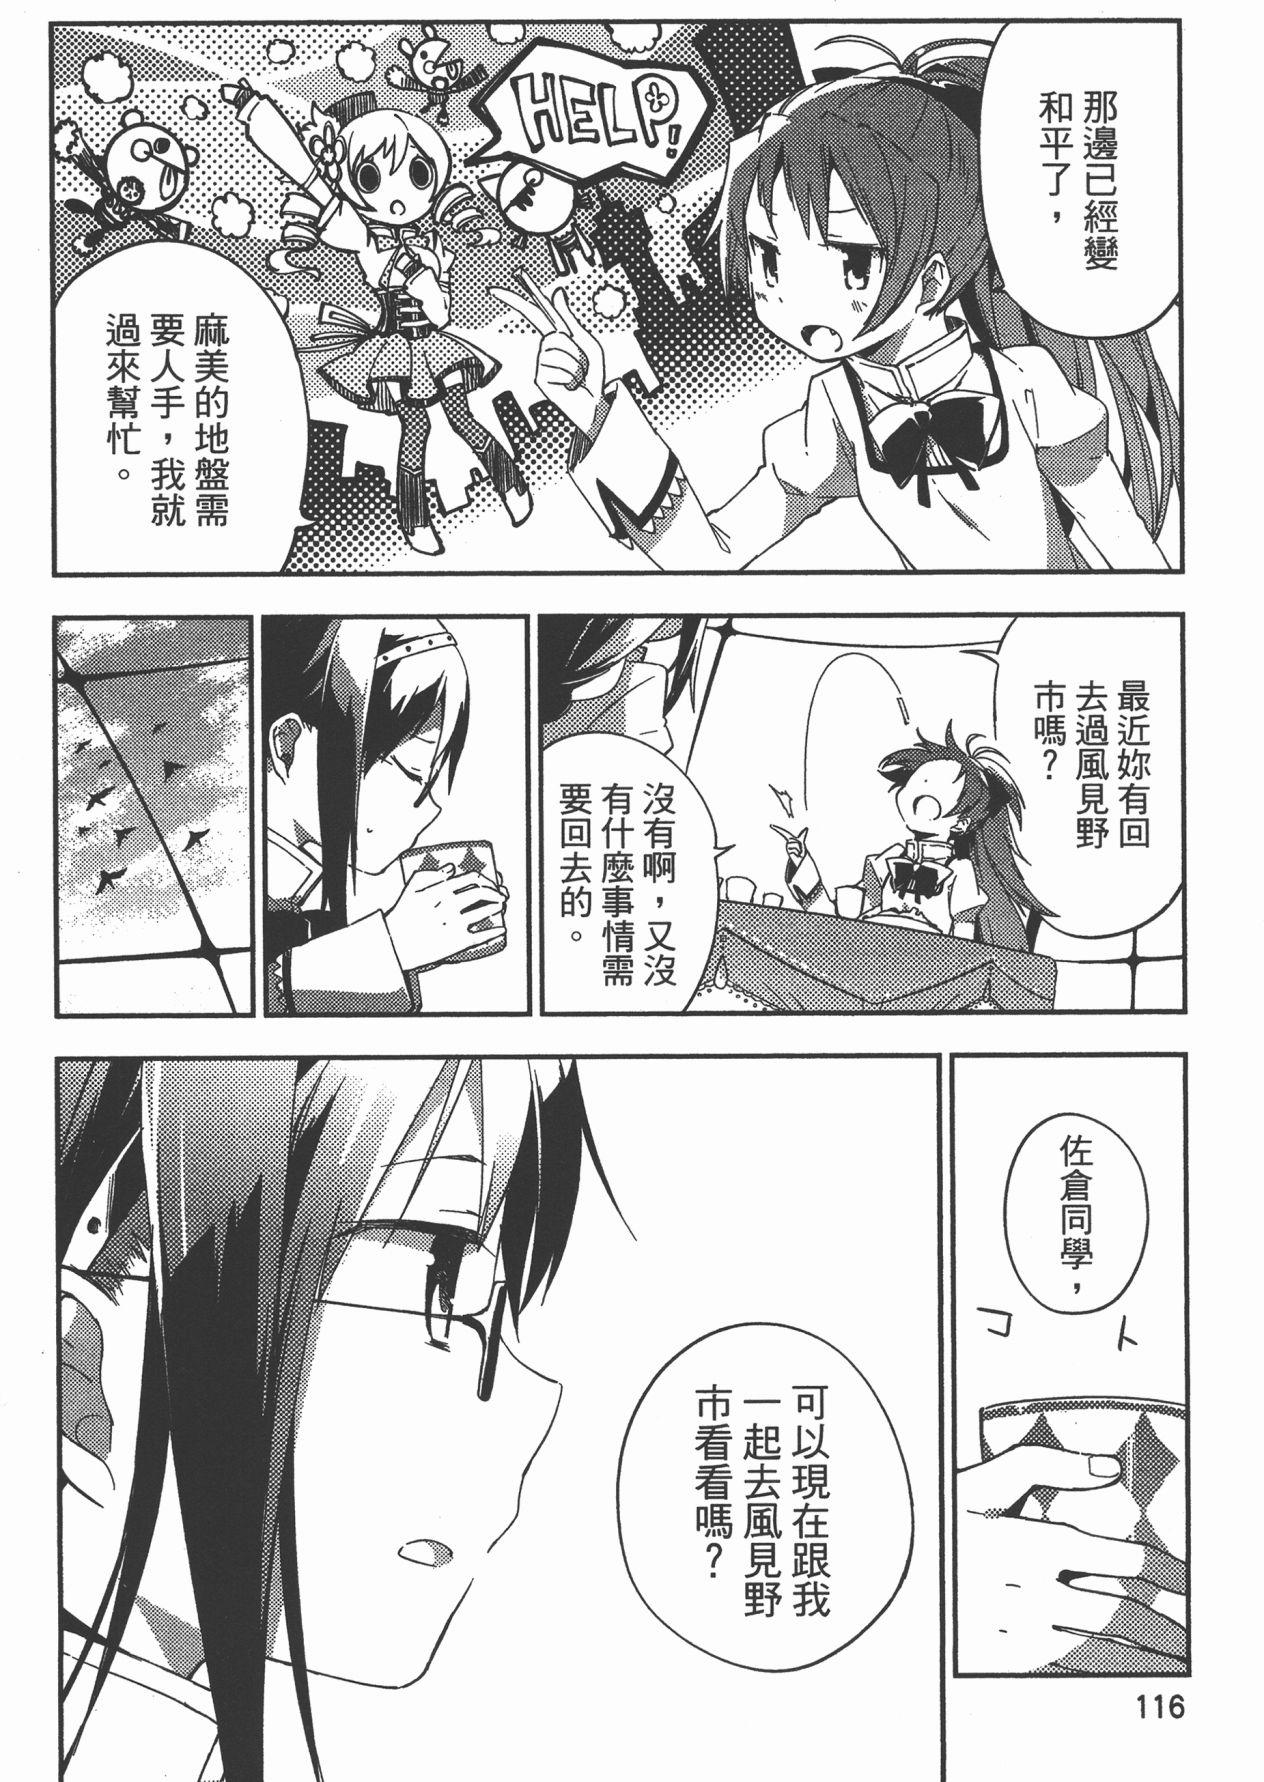 那邊已經變
和平了，
HELP!
麻美的地盤需
要人手，我就
過來幫忙。
最近妳有回
去過風見野
市嗎？
沒有啊，又沒
有什麼事情需
要回去的。
佐倉同學，
コト
可以現在跟我
一起去風見野
市看看嗎？
116